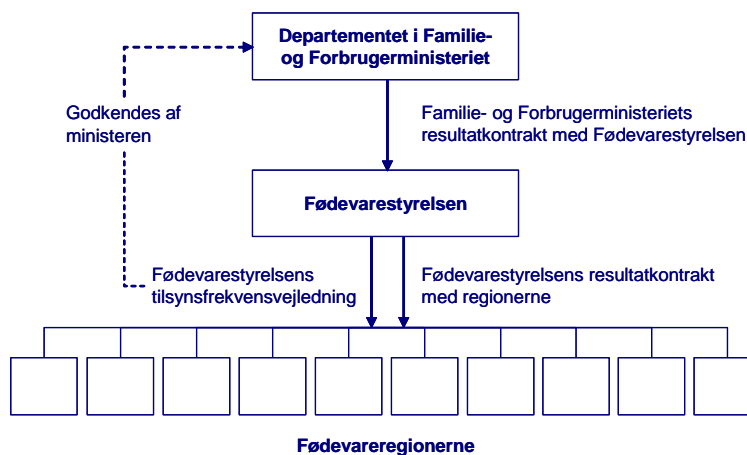 Departementet i Familie-
og Forbrugerministeriet
Godkendes af
ministeren
Familie- og Forbrugerministeriets
resultatkontrakt med Fødevarestyrelsen
Fødevarestyrelsen
Fødevarestyrelsens
tilsynsfrekvensvejledning
Fødevarestyrelsens resultatkontrakt
med regionerne
Fødevareregionerne